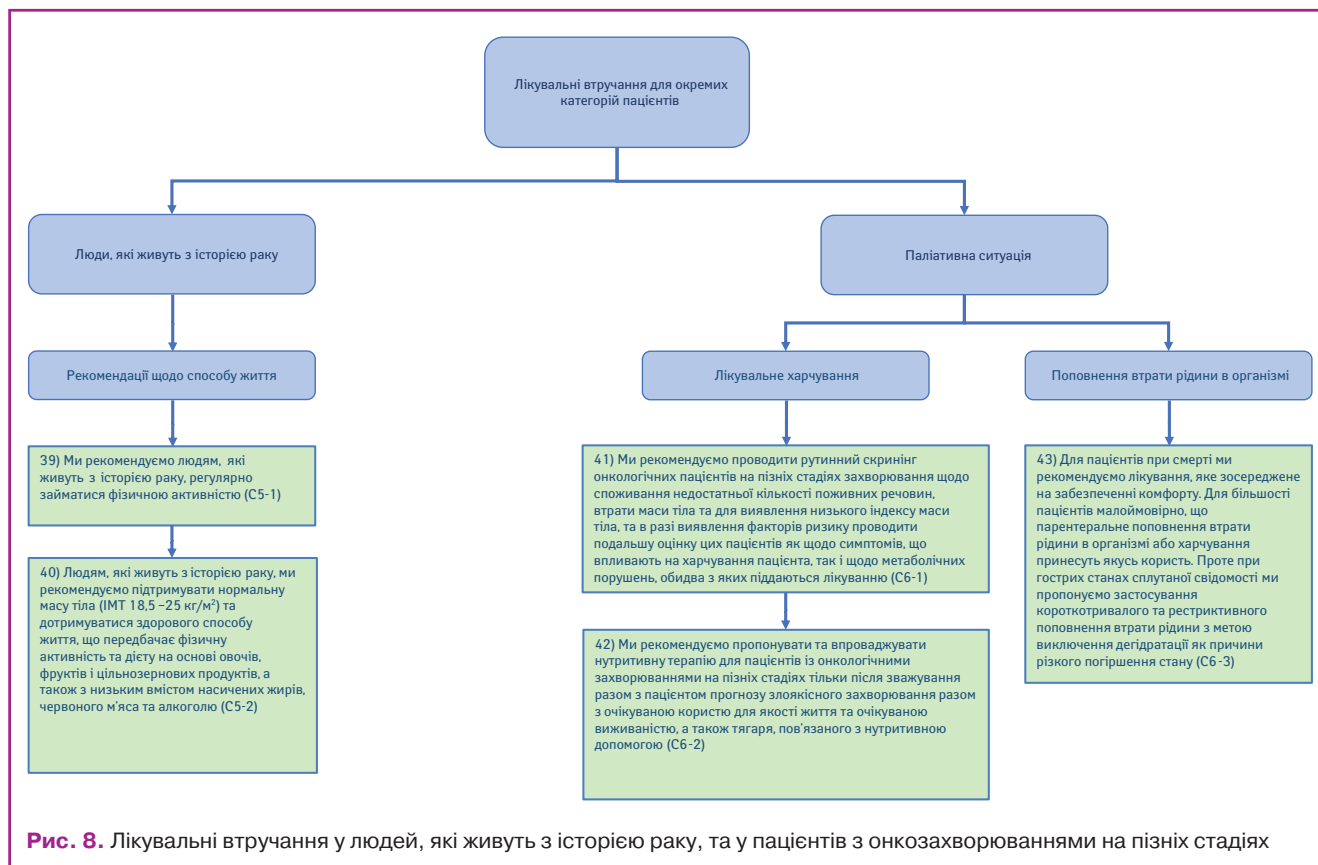 Лікувальні втручання для окремих
категорій пацієнтів
Люди, які живуть з історією раку
Паліативна ситуація
Рекомендації щодо способу життя
Лікувальне харчування
Поповнення втрати рідини в організмі
39) Ми рекомендуємо людям, які
живуть з історією раку, регулярно
займатися фізичною активністю (C5-1)
40) Людям, які живуть з історією раку, ми
рекомендуємо підтримувати нормальну
масу тіла (ІМТ 18,5 –25 кг/м²) та
дотримуватися здорового способу
життя, що передбачає фізичну
активність та дієту на основі овочів,
фруктів і цільнозернових продуктів, а
також з низьким вмістом насичених жирів,
червоного м'яса та алкоголю (C5-2)
41) Ми рекомендуємо проводити рутинний скринінг
онкологічних пацієнтів на пізніх стадіях захворювання щодо
споживання недостатньої кількості поживних речовин,
втрати маси тіла та для виявлення низького індексу маси
тіла, та в разі виявлення факторів ризику проводити
подальшу оцінку цих пацієнтів як щодо симптомів, що
впливають на харчування пацієнта, так і щодо метаболічних
порушень, обидва з яких піддаються лікуванню (C6-1)
42) Ми рекомендуємо пропонувати та впроваджувати
нутритивну терапію для пацієнтів із онкологічними
захворюваннями на пізніх стадіях тільки після зважування
разом з пацієнтом прогнозу злоякісного захворювання разом
з очікуваною користю для якості життя та очікуваною
виживаністю, а також тягаря, пов'язаного з нутритивною
допомогою (C6-2)
43) Для пацієнтів при смерті ми
рекомендуємо лікування, яке зосереджене
на забезпеченні комфорту. Для більшості
пацієнтів малоймовірно, що
парентеральне поповнення втрати
рідини в організмі або харчування
принесуть якусь користь. Проте при
гострих станах сплутаної свідомості ми
пропонуємо застосування
короткотривалого та рестриктивного
поповнення втрати рідини з метою
виключення дегідратації як причини
різкого погіршення стану (C6-3)
Рис. 8. Лікувальні втручання у людей, які живуть з історією раку, та у пацієнтів з онкозахворюваннями на пізніх стадіях